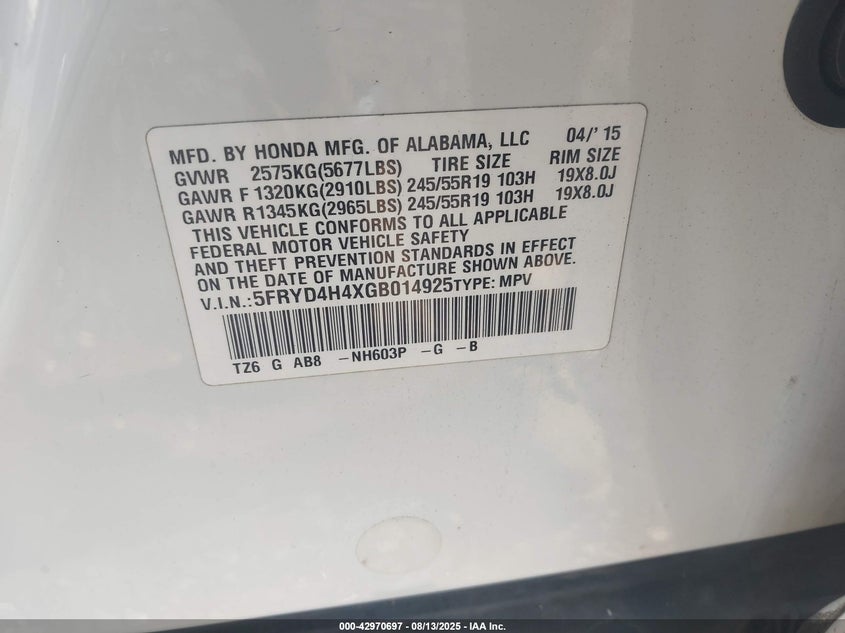 MFD. BY HONDA MFG. OF ALABAMA, LLC 04/' 15
GVWR 2575KG(5677LBS) TIRE SIZE RIM SIZE
GAWR F 1320KG(2910LBS) 245/55R19 103H 19X8.0J
GAWR R1345KG(2965LBS) 245/55R19 103H 19X8.0J
THIS VEHICLE CONFORMS TO ALL APPLICABLE
FEDERAL MOTOR VEHICLE SAFETY
AND THEFT PREVENTION STANDARDS IN EFFECT
ON THE DATE OF MANUFACTURE SHOWN ABOVE.
V.I.N.:5FRYD4H4XGB014925TYPE: MPV
TZ6 G AB8 -NH603P -G -B
000-42970697 - 08/13/2025 - IAA Inc.